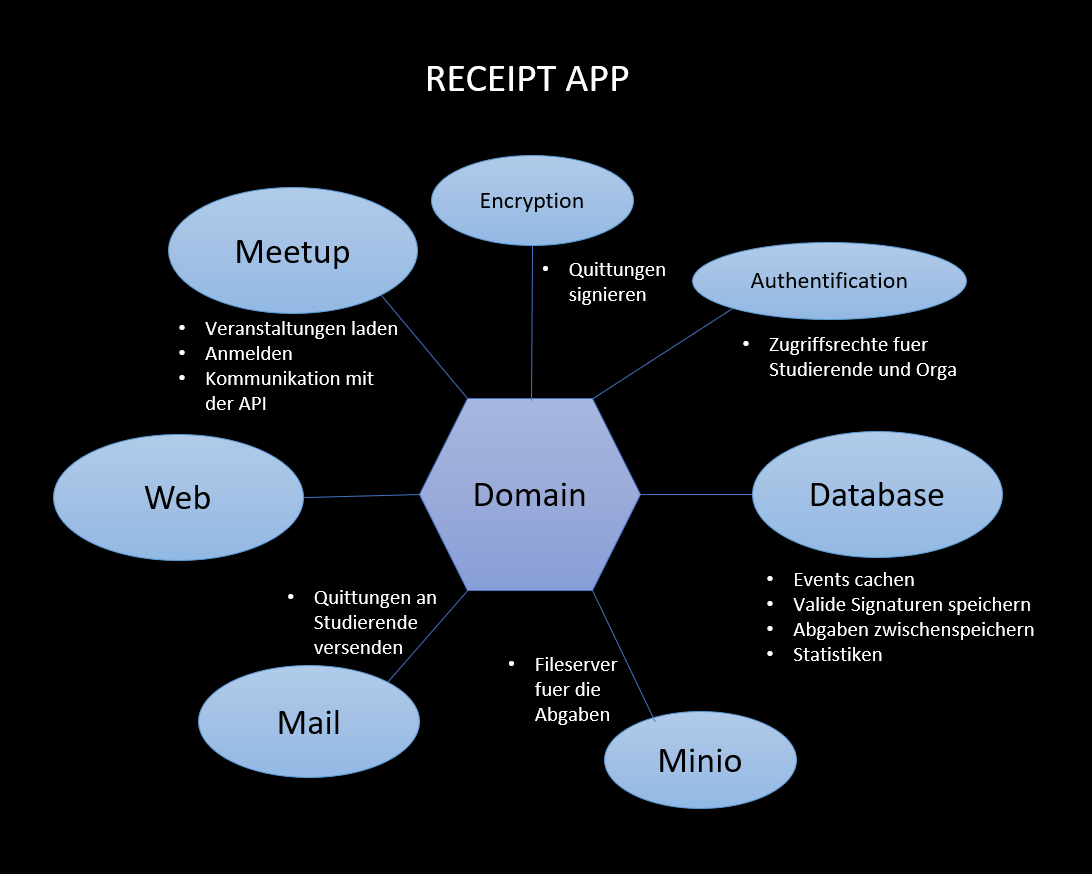 RECEIPT APP
Encryption
• Quittungen
signieren
Meetup
• Veranstaltungen laden
• Anmelden
• Kommunikation mit
der API
Authentification
• Zugriffsrechte fuer
Studierende und Orga
Web
Domain
Database
• Events cachen
• Valide Signaturen speichern
• Abgaben zwischenspeichern
• Statistiken
• Quittungen an
Studierende
versenden
Mail
• Fileserver
fuer die
Abgaben
Minio